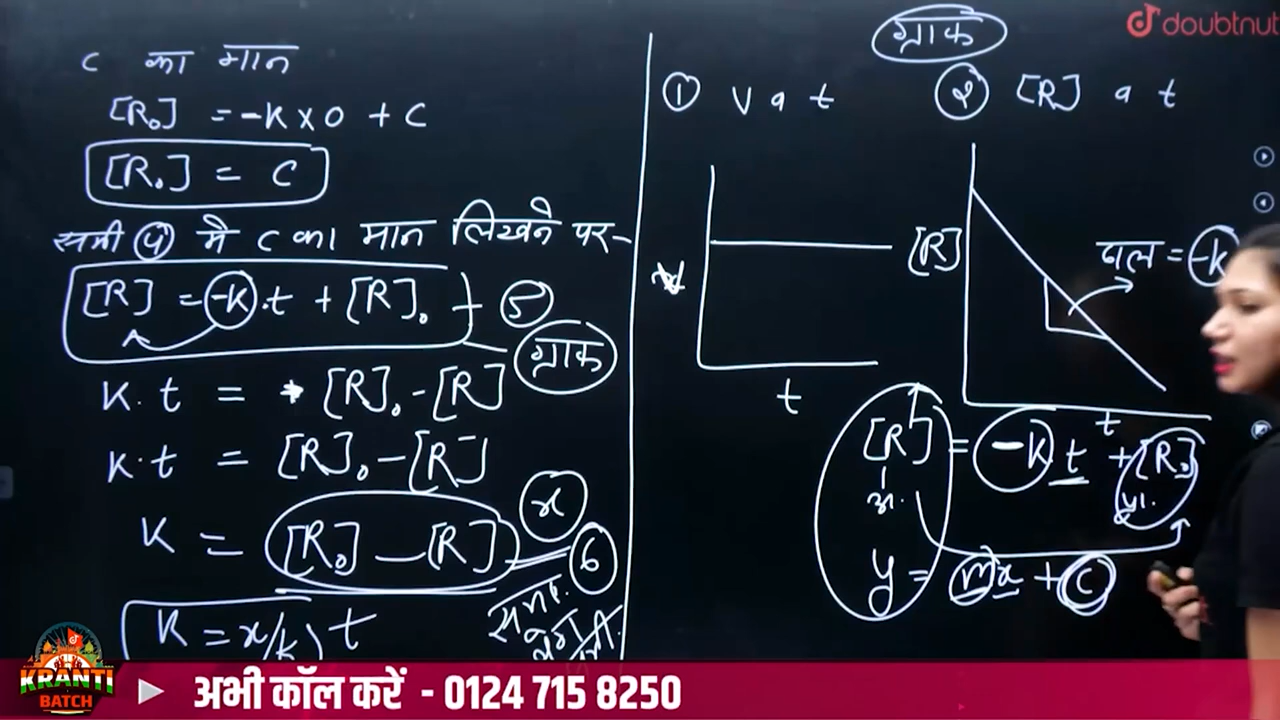 C का मान
[R₀] = -K × 0 + C
[R₀] = C
समी ④ मे C का मान लिखने पर-
[R] = -K.t + [R]₀ - ⑤
ग्राफ
K.t = [R]₀ - [R]
K.t = [R]₀ - [R]
K = [R₀] - [R]
x
⑥
t
ग्राफ
doubtnut
① V a t
② [R] a t
t
[R]
= -K
t
[R] = -Kt + [R₀]
y = mx + C
KRANTI
BATCH
अभी कॉल करें - 0124 715 8250